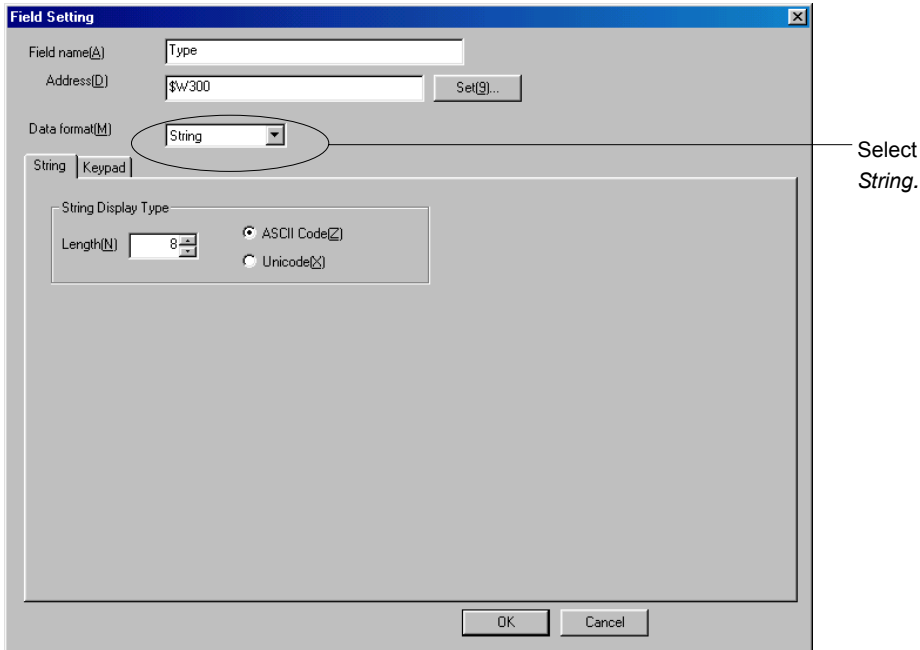 Field Setting
Field name(A) Type
Address(D) $W300 Set(9)...
Data format(M) String
Select
String.
String Keypad
String Display Type
Length(N) 8 ASCII Code(Z)
Unicode(X)
OK Cancel